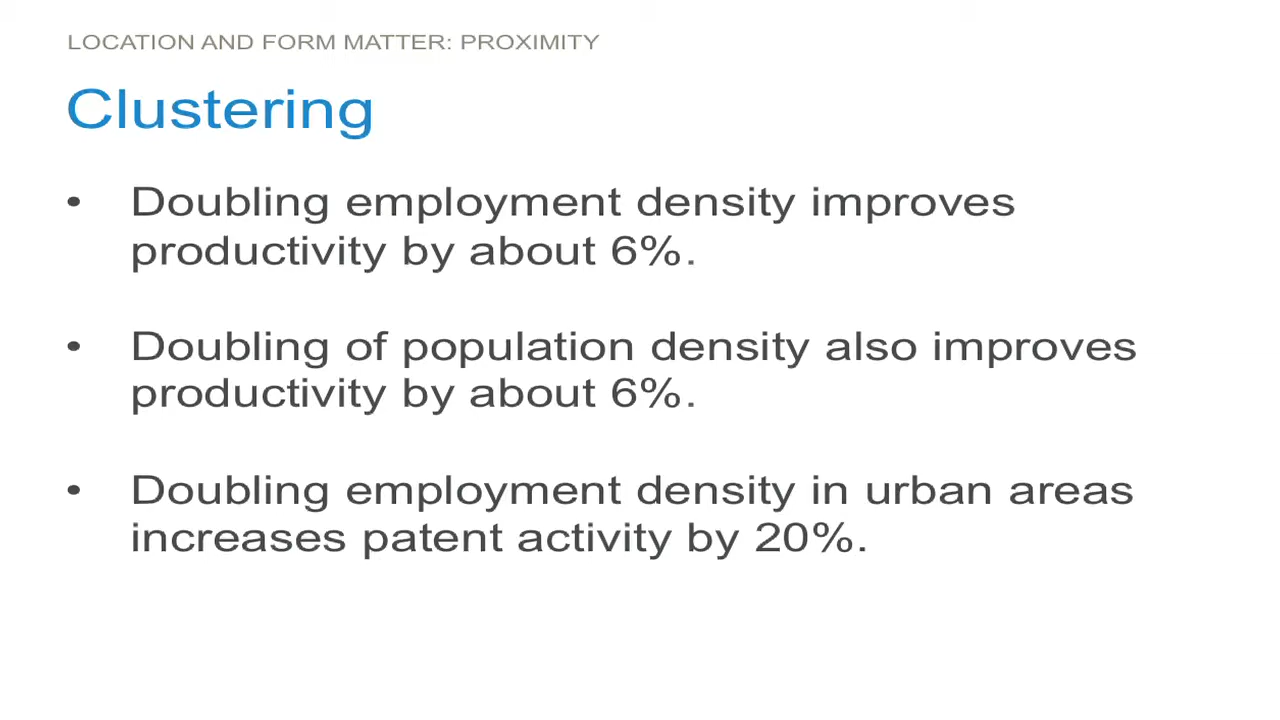 LOCATION AND FORM MATTER: PROXIMITY
Clustering
• Doubling employment density improves
productivity by about 6%.
• Doubling of population density also improves
productivity by about 6%.
• Doubling employment density in urban areas
increases patent activity by 20%.